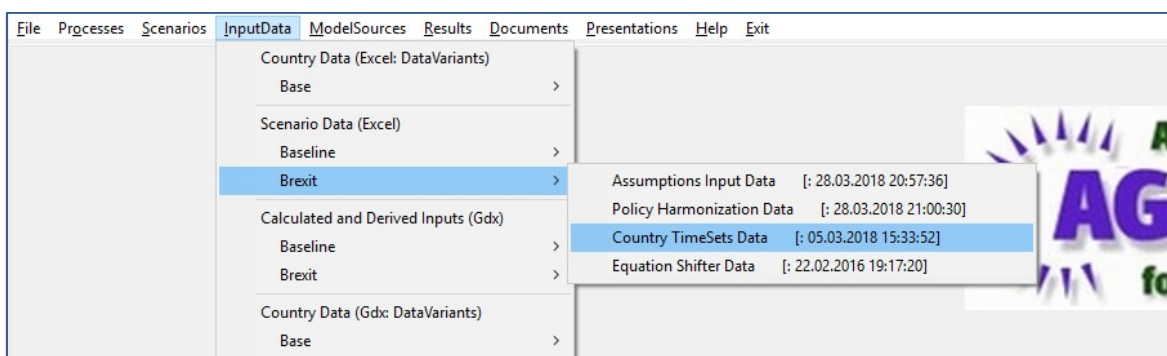 File Processes Scenarios InputData ModelSources Results Documents Presentations Help Exit
Country Data (Excel: DataVariants)
Base
Scenario Data (Excel)
Baseline
Brexit
Assumptions Input Data [: 28.03.2018 20:57:36]
Policy Harmonization Data [: 28.03.2018 21:00:30]
Country TimeSets Data [: 05.03.2018 15:33:52]
Equation Shifter Data [: 22.02.2016 19:17:20]
Calculated and Derived Inputs (Gdx)
Baseline
Brexit
Country Data (Gdx: DataVariants)
Base
A
AG
fo